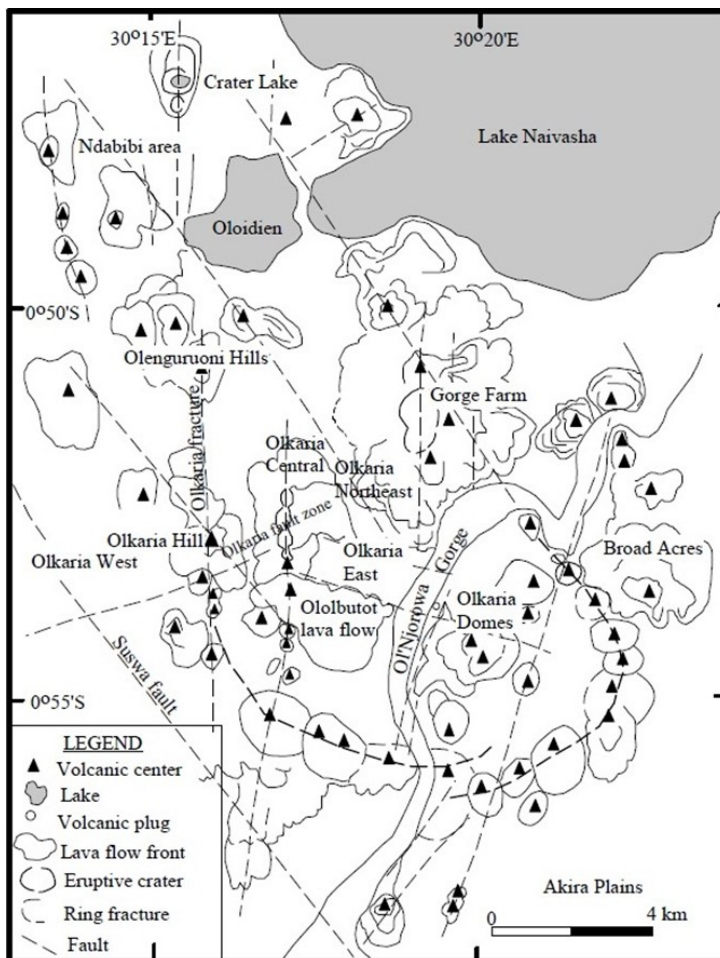 30°15'E
30°20'E
Crater Lake
Lake Naivasha
Ndabibi area
Oloidien
0°50'S
Olenguruoni Hills
Gorge Farm
Olkaria fracture
Olkaria
Central
Olkaria
Northeast
Olkaria Hill
Olkaria fault zone
Olkaria West
Olkaria
East
Ol'Njorowa Gorge
Broad Acres
Olkaria
Domes
Ololbutot
lava flow
Suswa fault
0°55'S
LEGEND
Volcanic center
Lake
Volcanic plug
Lava flow front
Eruptive crater
Ring fracture
Fault
Akira Plains
0
4 km